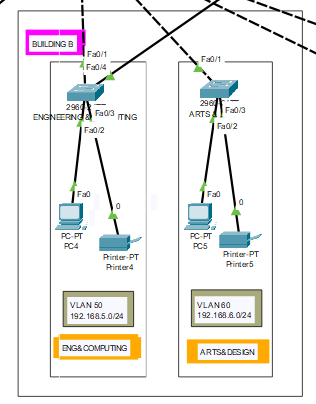 BUILDING B
Fa0/1
Fa0/4
2960
Fa0/3
ENGINEERING & ITING
Fa0/2
Fa0
0
PC-PT
PC4
Printer-PT
Printer4
VLAN 50
192.168.5.0/24
ENG&COMPUTING
Fa0/1
2960
Fa0/3
ARTS &
Fa0/2
Fa0
0
PC-PT
PC5
Printer-PT
Printer5
VLAN 60
192.168.6.0/24
ARTS&DESIGN